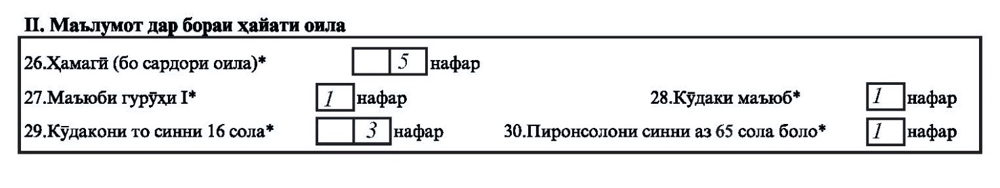 II. Маълумот дар бораи ҳайати оила
26.Ҳамагӣ (бо сардори оила)* 5 нафар
27.Маъюби гурӯҳи I* 1 нафар 28.Кӯдаки маъюб* 1 нафар
29.Кӯдакони то синни 16 сола* 3 нафар 30.Пиронсолони синни аз 65 сола боло* 1 нафар